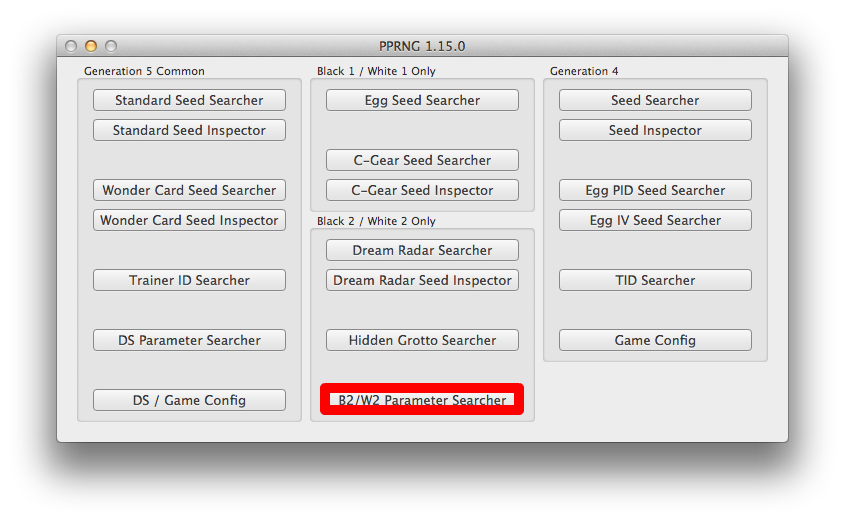 PPRNG 1.15.0
Generation 5 Common
Standard Seed Searcher
Standard Seed Inspector
Wonder Card Seed Searcher
Wonder Card Seed Inspector
Trainer ID Searcher
DS Parameter Searcher
DS / Game Config
Black 1 / White 1 Only
Egg Seed Searcher
C-Gear Seed Searcher
C-Gear Seed Inspector
Black 2 / White 2 Only
Dream Radar Searcher
Dream Radar Seed Inspector
Hidden Grotto Searcher
B2/W2 Parameter Searcher
Generation 4
Seed Searcher
Seed Inspector
Egg PID Seed Searcher
Egg IV Seed Searcher
TID Searcher
Game Config